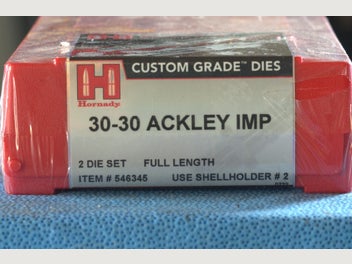 H
Hornady
CUSTOM GRADE™ DIES
30-30 ACKLEY IMP
2 DIE SET FULL LENGTH
ITEM # 546345 USE SHELLHOLDER # 2